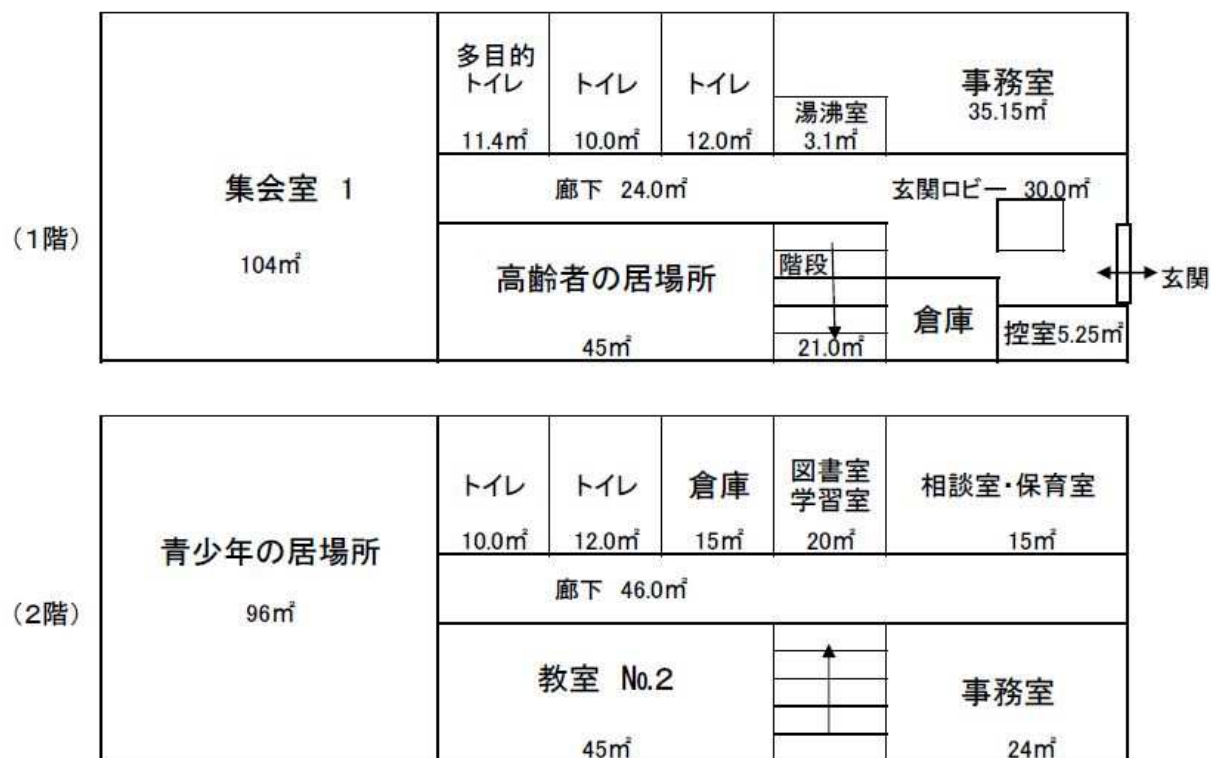 (1階)
集会室 1
104㎡
多目的
トイレ
11.4㎡
トイレ
10.0㎡
トイレ
12.0㎡
湯沸室
3.1㎡
事務室
35.15㎡
廊下 24.0㎡
玄関ロビー 30.0㎡
高齢者の居場所
45㎡
階段
21.0㎡
倉庫
控室5.25㎡
玄関
(2階)
青少年の居場所
96㎡
トイレ
10.0㎡
トイレ
12.0㎡
倉庫
15㎡
図書室
学習室
20㎡
相談室・保育室
15㎡
廊下 46.0㎡
教室 №2
45㎡
事務室
24㎡